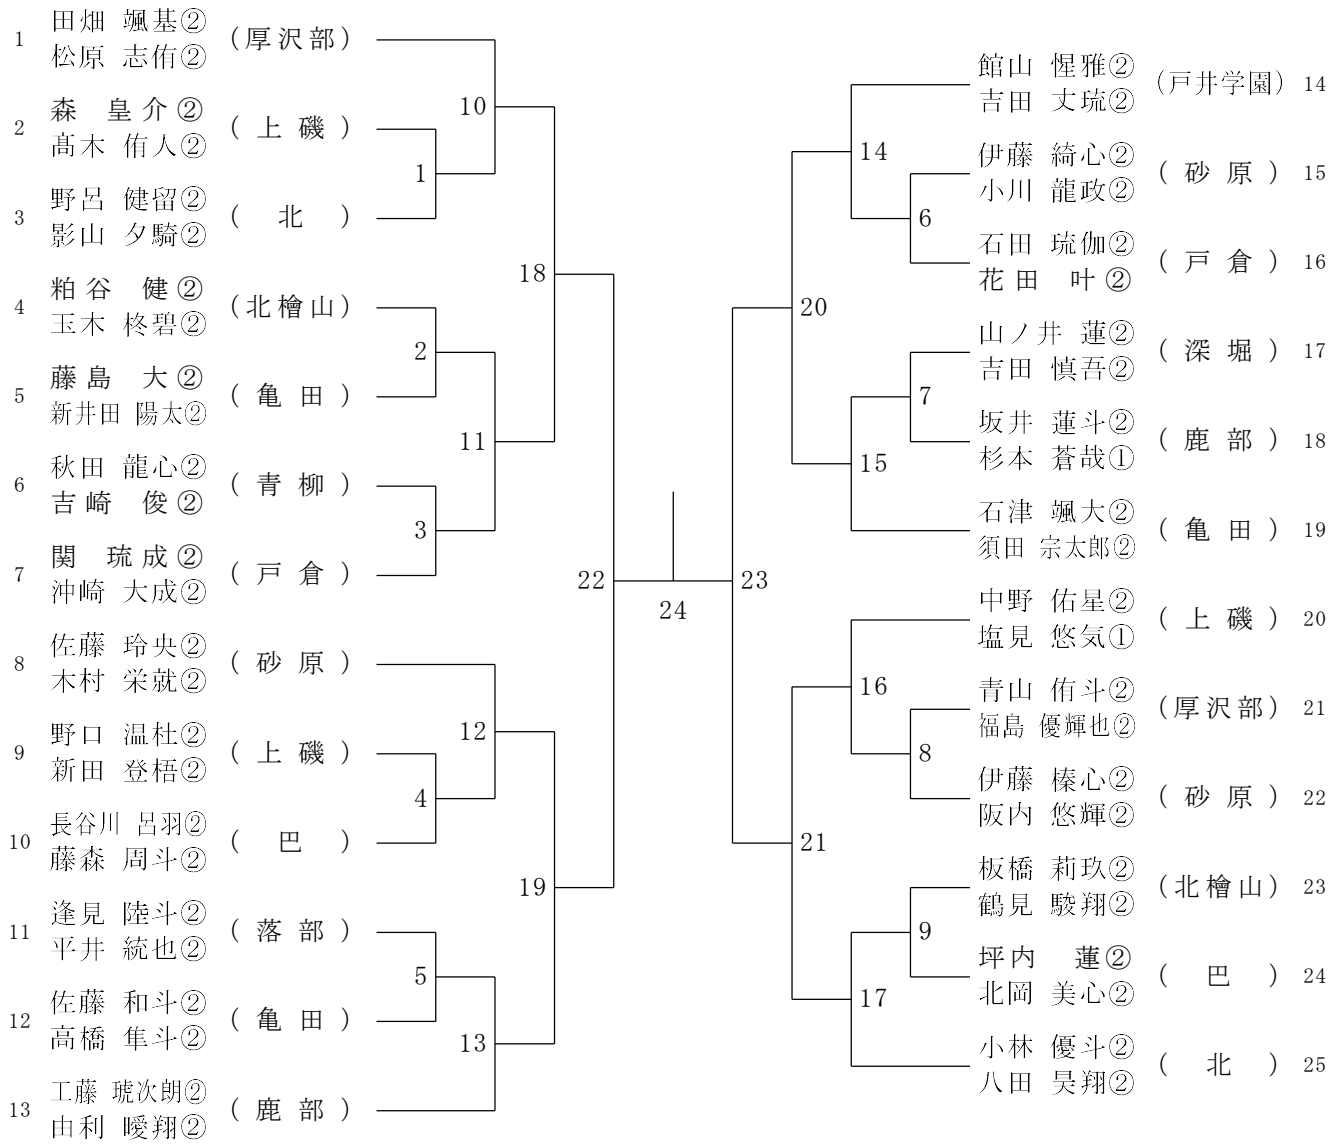 1 田畑 颯基② (厚沢部)
松原 志侑②
2 森 皇介② (上磯)
髙木 侑人②
3 野呂 健留② (北)
影山 夕騎②
4 粕谷 健② (北檜山)
玉木 柊碧②
5 藤島 大② (亀田)
新井田 陽太②
6 秋田 龍心② (青柳)
吉崎 俊②
7 関 琉成② (戸倉)
沖崎 大成②
8 佐藤 玲央② (砂原)
木村 栄就②
9 野口 温杜② (上磯)
新田 登梧②
10 長谷川 呂羽② (巴)
藤森 周斗②
11 逢見 陸斗② (落部)
平井 統也②
12 佐藤 和斗② (亀田)
高橋 隼斗②
13 工藤 琥次朗② (鹿部)
由利 曖翔②
10
1
18
2
11
3
22
12
4
19
5
13
24
23
14
6
20
7
15
16
8
21
9
17
館山 惺雅② (戸井学園) 14
吉田 丈琉②
伊藤 綺心② (砂原) 15
小川 龍政②
石田 琉伽② (戸倉) 16
花田 叶②
山ノ井 蓮② (深堀) 17
吉田 慎吾②
坂井 蓮斗② (鹿部) 18
杉本 蒼哉①
石津 颯大② (亀田) 19
須田 宗太郎②
中野 佑星② (上磯) 20
塩見 悠気①
青山 侑斗② (厚沢部) 21
福島 優輝也②
伊藤 榛心② (砂原) 22
阪内 悠輝②
板橋 莉玖② (北檜山) 23
鶴見 駿翔②
坪内 蓮② (巴) 24
北岡 美心②
小林 優斗② (北) 25
八田 昊翔②